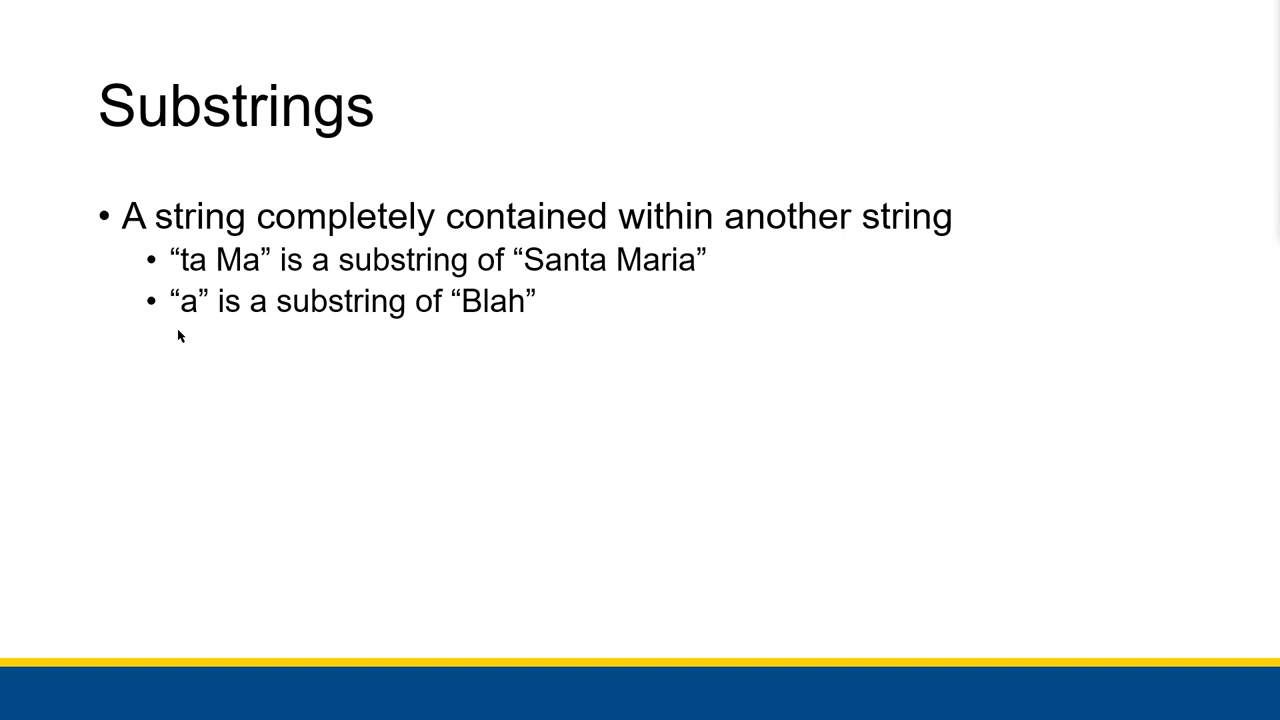 Substrings
• A string completely contained within another string
• “ta Ma” is a substring of “Santa Maria”
• “a” is a substring of “Blah”